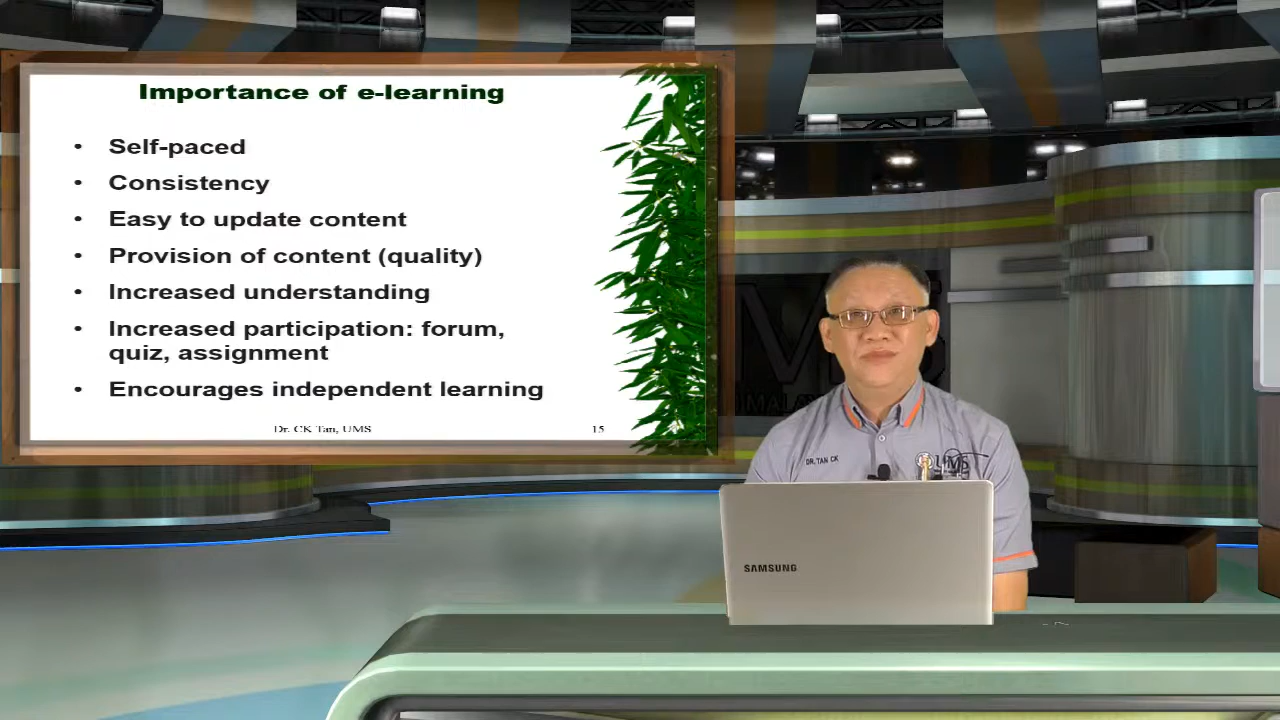 Importance of e-learning
• Self-paced
• Consistency
• Easy to update content
• Provision of content (quality)
• Increased understanding
• Increased participation: forum,
quiz, assignment
• Encourages independent learning
Dr. CK Tan, UMS
15
DR.TAN CK
UMS
SAMSUNG